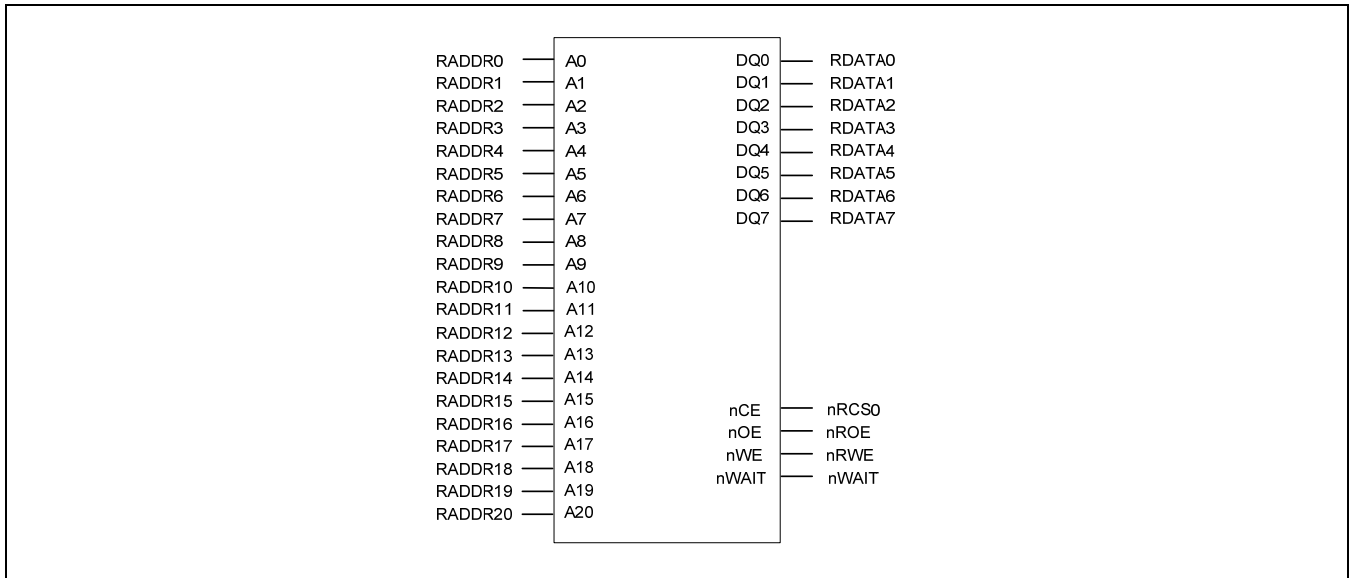 RADDR0 A0 DQ0 RDATA0
RADDR1 A1 DQ1 RDATA1
RADDR2 A2 DQ2 RDATA2
RADDR3 A3 DQ3 RDATA3
RADDR4 A4 DQ4 RDATA4
RADDR5 A5 DQ5 RDATA5
RADDR6 A6 DQ6 RDATA6
RADDR7 A7 DQ7 RDATA7
RADDR8 A8
RADDR9 A9
RADDR10 A10
RADDR11 A11
RADDR12 A12
RADDR13 A13
RADDR14 A14
RADDR15 A15 nCE nRCS0
RADDR16 A16 nOE nROE
RADDR17 A17 nWE nRWE
RADDR18 A18 nWAIT nWAIT
RADDR19 A19
RADDR20 A20